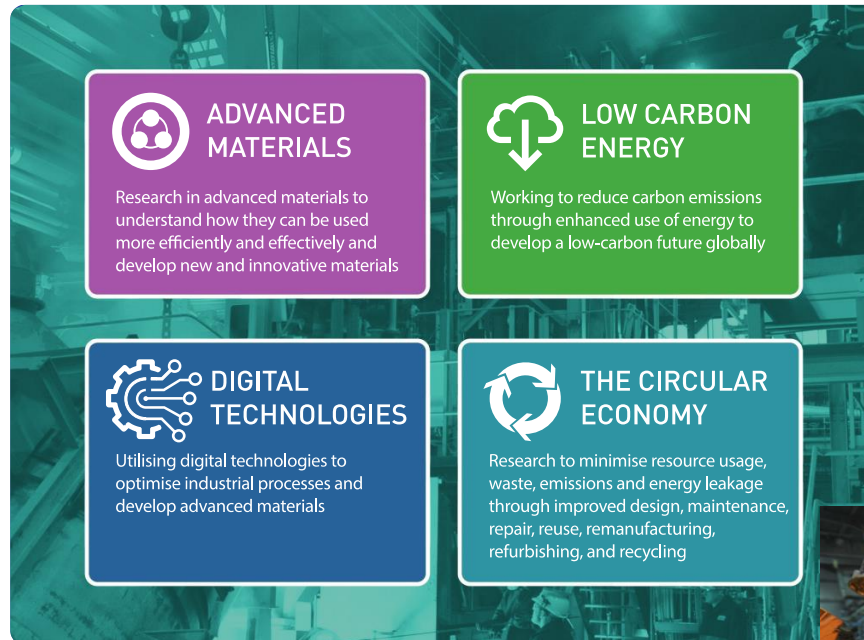 ADVANCED
MATERIALS
Research in advanced materials to
understand how they can be used
more efficiently and effectively and
develop new and innovative materials
LOW CARBON
ENERGY
Working to reduce carbon emissions
through enhanced use of energy to
develop a low-carbon future globally
DIGITAL
TECHNOLOGIES
Utilising digital technologies to
optimise industrial processes and
develop advanced materials
THE CIRCULAR
ECONOMY
Research to minimise resource usage,
waste, emissions and energy leakage
through improved design, maintenance,
repair, reuse, remanufacturing,
refurbishing, and recycling